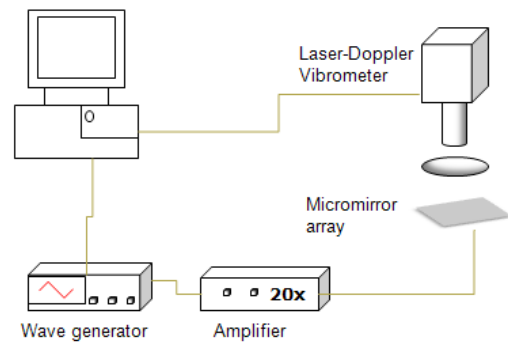 Laser-Doppler
Vibrometer
Micromirror
array
20x
Wave generator
Amplifier